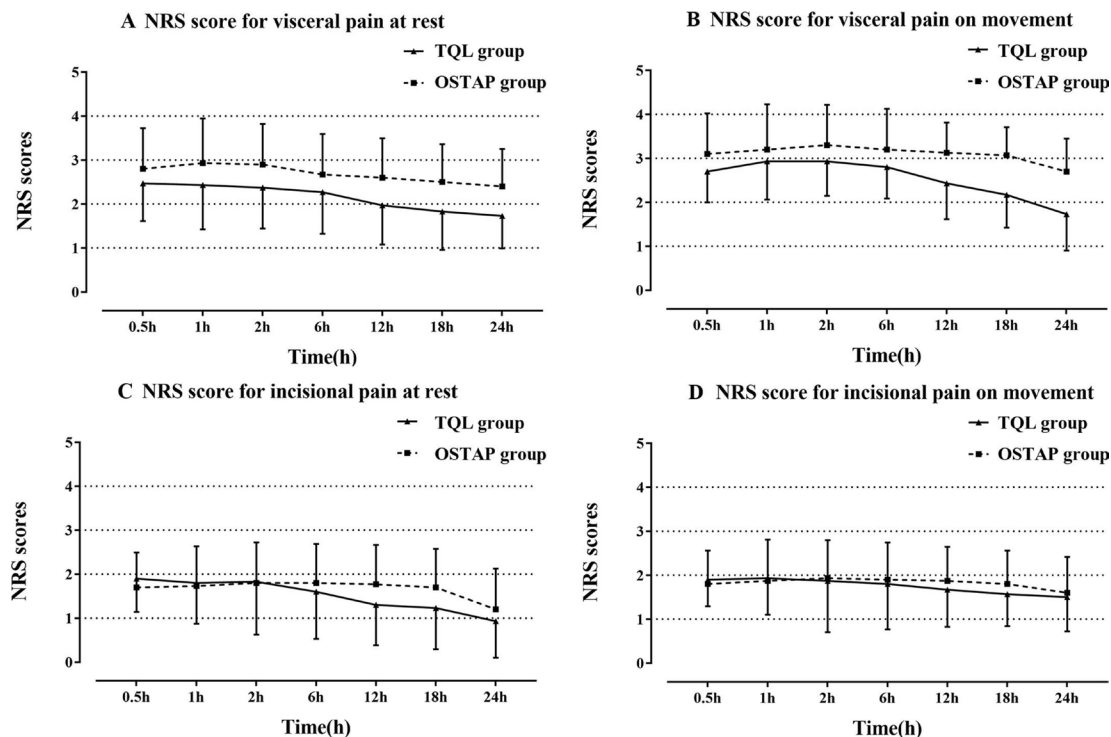 A NRS score for visceral pain at rest
TQL group
OSTAP group
NRS scores
5
4
3
2
1
0
0.5h 1h 2h 6h 12h 18h 24h
Time(h)
B NRS score for visceral pain on movement
TQL group
OSTAP group
NRS scores
5
4
3
2
1
0
0.5h 1h 2h 6h 12h 18h 24h
Time(h)
C NRS score for incisional pain at rest
TQL group
OSTAP group
NRS scores
5
4
3
2
1
0
0.5h 1h 2h 6h 12h 18h 24h
Time(h)
D NRS score for incisional pain on movement
TQL group
OSTAP group
NRS scores
5
4
3
2
1
0
0.5h 1h 2h 6h 12h 18h 24h
Time(h)